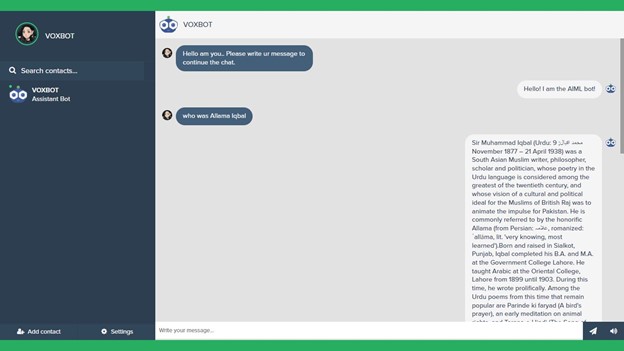 VOXBOT
Search contacts...
VOXBOT
Assistant Bot
Add contact
Settings
VOXBOT
Hello am you.. Please write ur message to
continue the chat.
Hello! I am the AIML bot!
who was Allama Iqbal
Sir Muhammad Iqbal (Urdu: محمد اقبال; 9
November 1877 – 21 April 1938) was a
South Asian Muslim writer, philosopher,
scholar and politician, whose poetry in the
Urdu language is considered among the
greatest of the twentieth century, and
whose vision of a cultural and political
ideal for the Muslims of British Raj was to
animate the impulse for Pakistan. He is
commonly referred to by the honorific
Allama (from Persian: علامہ, romanized:
ʿallāma, lit. 'very knowing, most
learned').Born and raised in Sialkot,
Punjab, Iqbal completed his B.A. and M.A.
at the Government College Lahore. He
taught Arabic at the Oriental College,
Lahore from 1899 until 1903. During this
time, he wrote prolifically. Among the
Urdu poems from this time that remain
popular are Parinde ki faryad (A bird's
prayer), an early meditation on animal
Write your message...